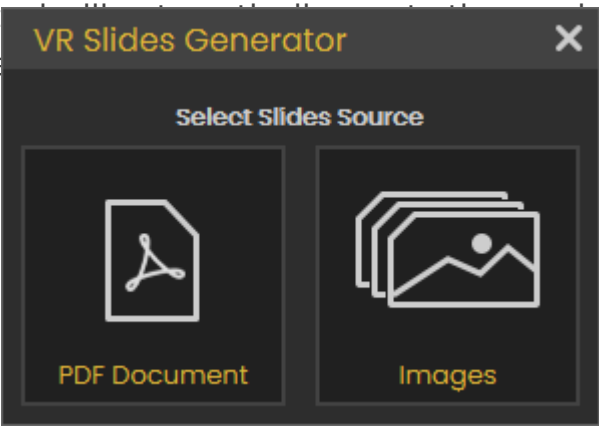 VR Slides Generator
Select Slides Source
PDF Document
Images